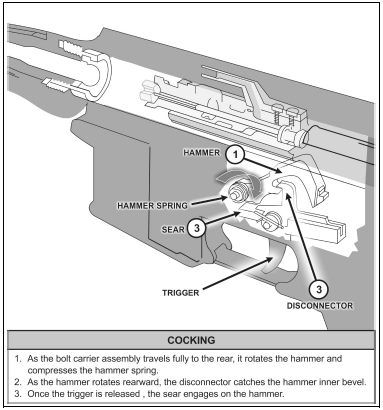 HAMMER 1
HAMMER SPRING
SEAR 3
TRIGGER
3
DISCONNECTOR
COCKING
1. As the bolt carrier assembly travels fully to the rear, it rotates the hammer and
compresses the hammer spring.
2. As the hammer rotates rearward, the disconnector catches the hammer inner bevel.
3. Once the trigger is released , the sear engages on the hammer.